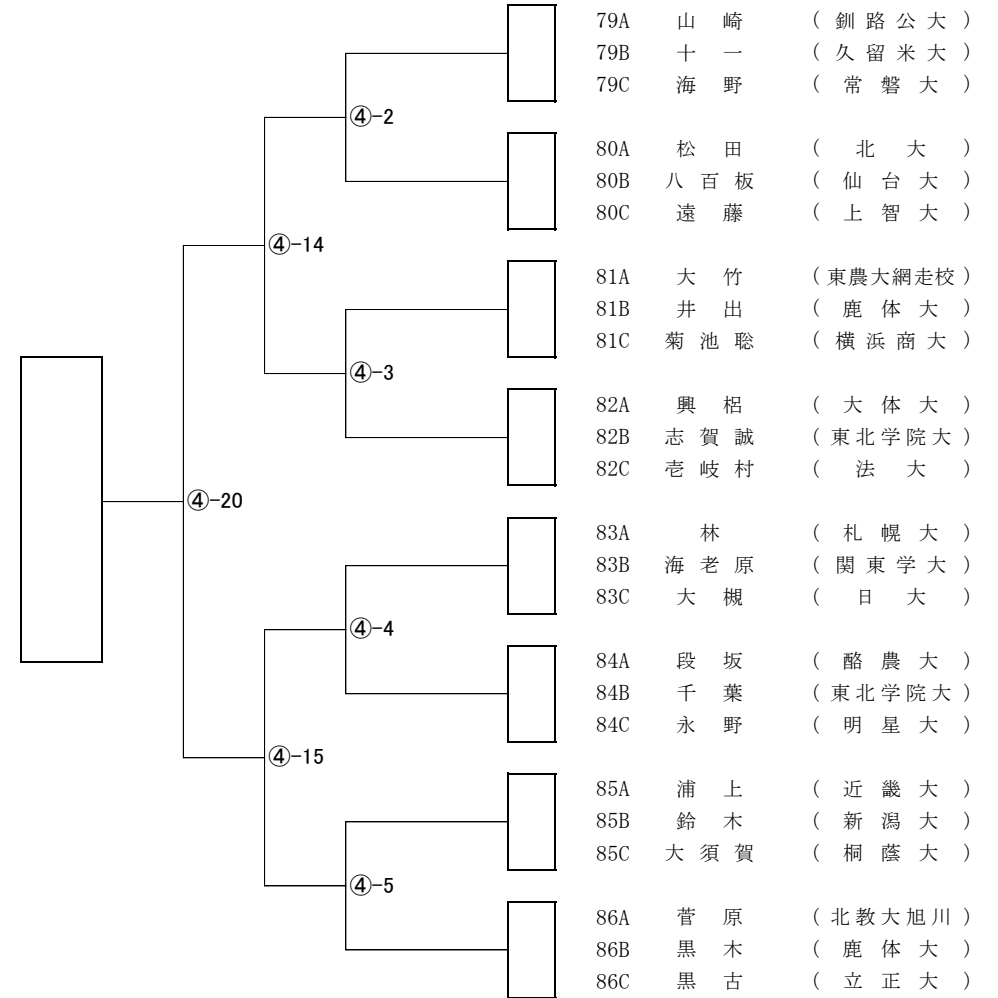 79A 山崎 (釧路公大)
79B 十一 (久留米大)
79C 海野 (常磐大)
④-2
80A 松田 (北大)
80B 八百板 (仙台大)
80C 遠藤 (上智大)
④-14
81A 大竹 (東農大網走校)
81B 井出 (鹿体大)
81C 菊池聡 (横浜商大)
④-3
82A 興梠 (大体大)
82B 志賀誠 (東北学院大)
82C 壱岐村 (法大)
④-20
83A 林 (札幌大)
83B 海老原 (関東学大)
83C 大槻 (日大)
④-4
84A 段坂 (酪農大)
84B 千葉 (東北学院大)
84C 永野 (明星大)
④-15
85A 浦上 (近畿大)
85B 鈴木 (新潟大)
85C 大須賀 (桐蔭大)
④-5
86A 菅原 (北教大旭川)
86B 黒木 (鹿体大)
86C 黒古 (立正大)